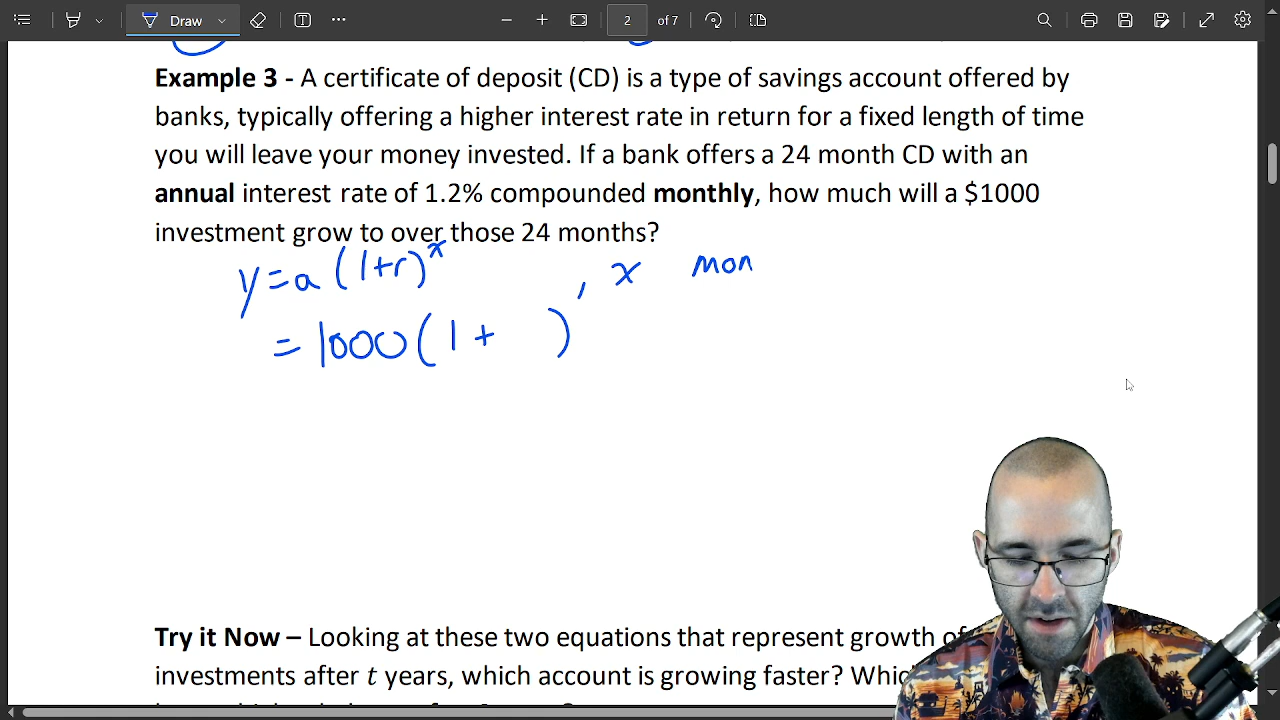 Draw 2 of 7
Example 3 - A certificate of deposit (CD) is a type of savings account offered by
banks, typically offering a higher interest rate in return for a fixed length of time
you will leave your money invested. If a bank offers a 24 month CD with an
annual interest rate of 1.2% compounded monthly, how much will a $1000
investment grow to over those 24 months?
y = a (1+r)^x , x mon
= 1000 (1 + )
Try it Now – Looking at these two equations that represent growth of
investments after t years, which account is growing faster?